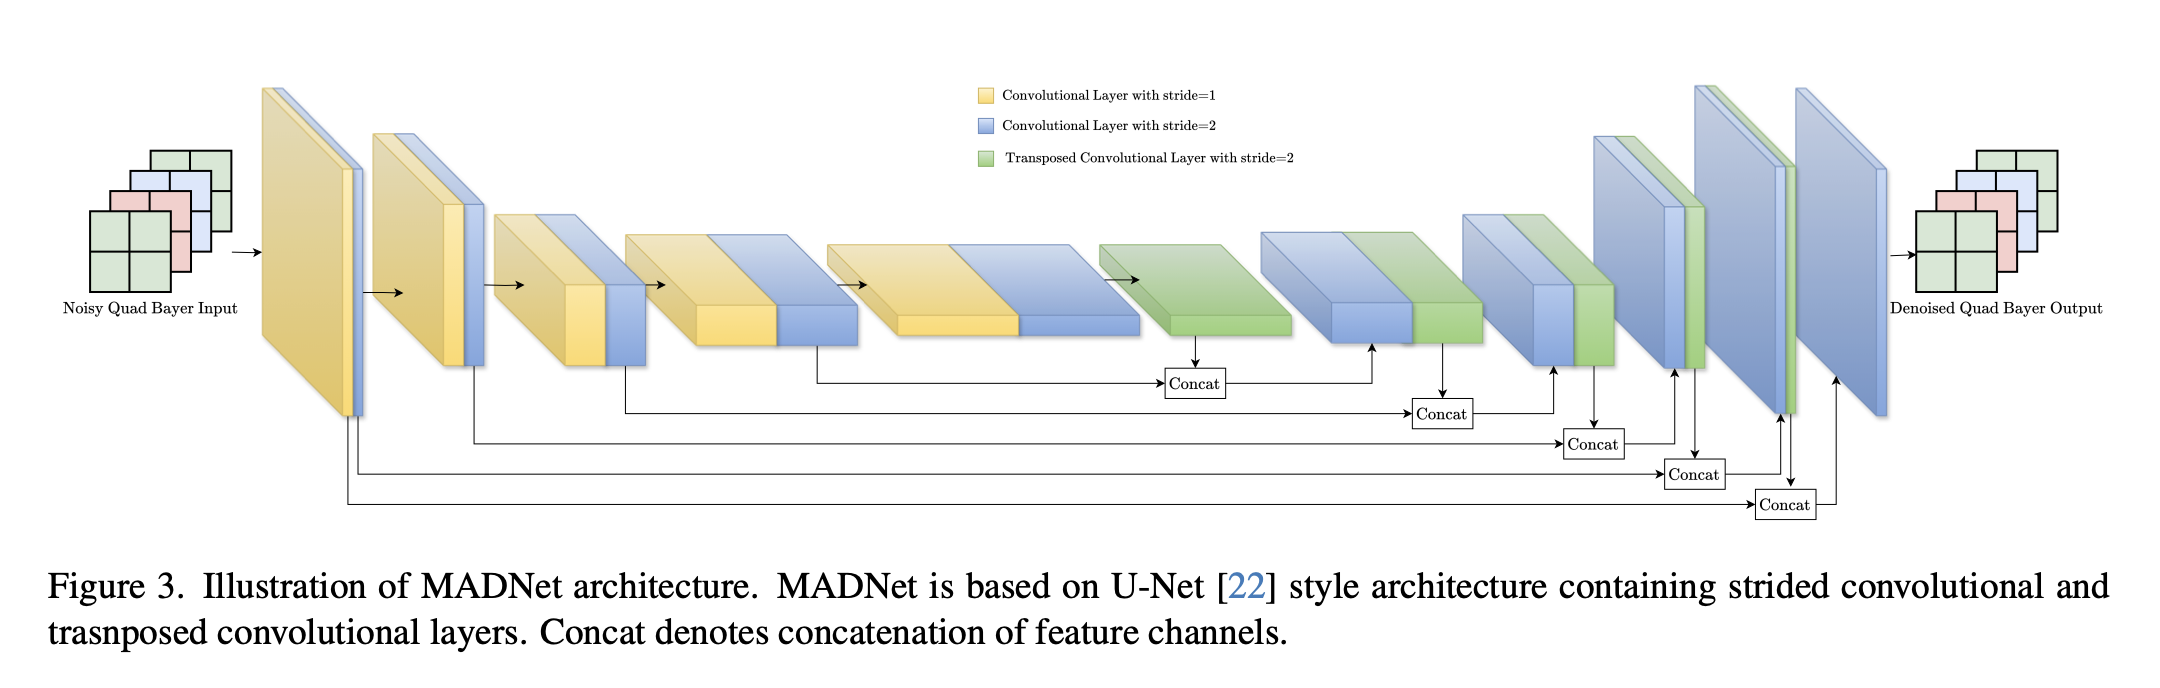 Convolutional Layer with stride=1
Convolutional Layer with stride=2
Transposed Convolutional Layer with stride=2
Noisy Quad Bayer Input
Denoised Quad Bayer Output
Concat
Concat
Concat
Concat
Concat
Figure 3. Illustration of MADNet architecture. MADNet is based on U-Net [22] style architecture containing strided convolutional and
trasnposed convolutional layers. Concat denotes concatenation of feature channels.